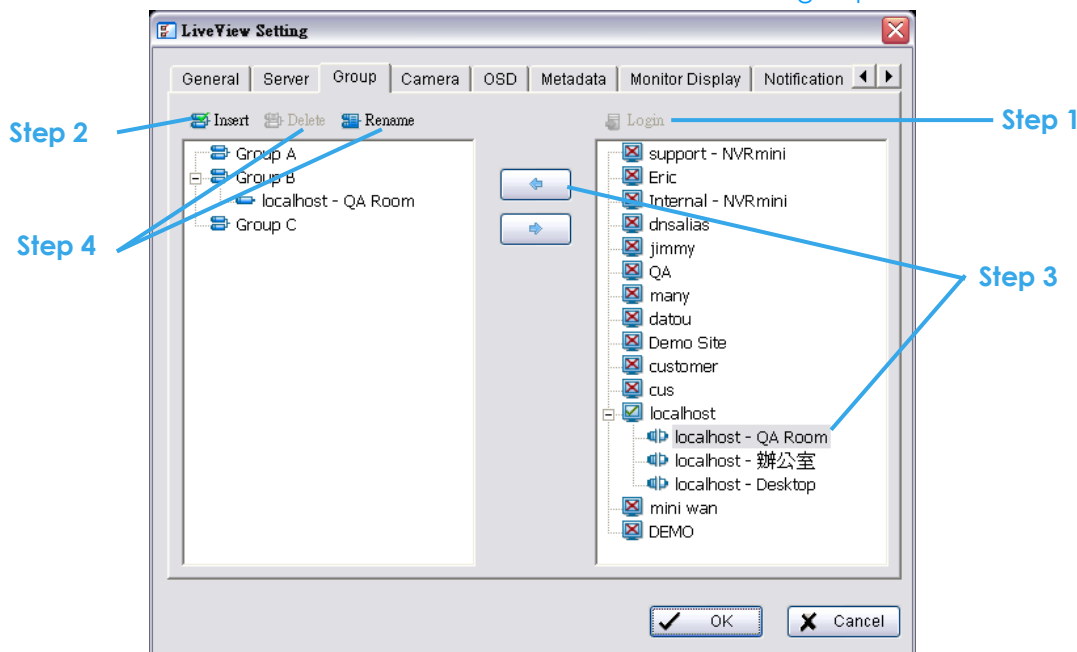 LiveView Setting
General Server Group Camera OSD Metadata Monitor Display Notification
Step 2
Insert Delete Rename
Login
Step 1
Group A
Group B
localhost - QA Room
Group C
Step 4
support - NVRmini
Eric
Internal - NVRmini
dnsalias
jimmy
QA
many
datou
Demo Site
customer
cus
localhost
localhost - QA Room
localhost - 辦公室
localhost - Desktop
mini wan
DEMO
Step 3
OK Cancel